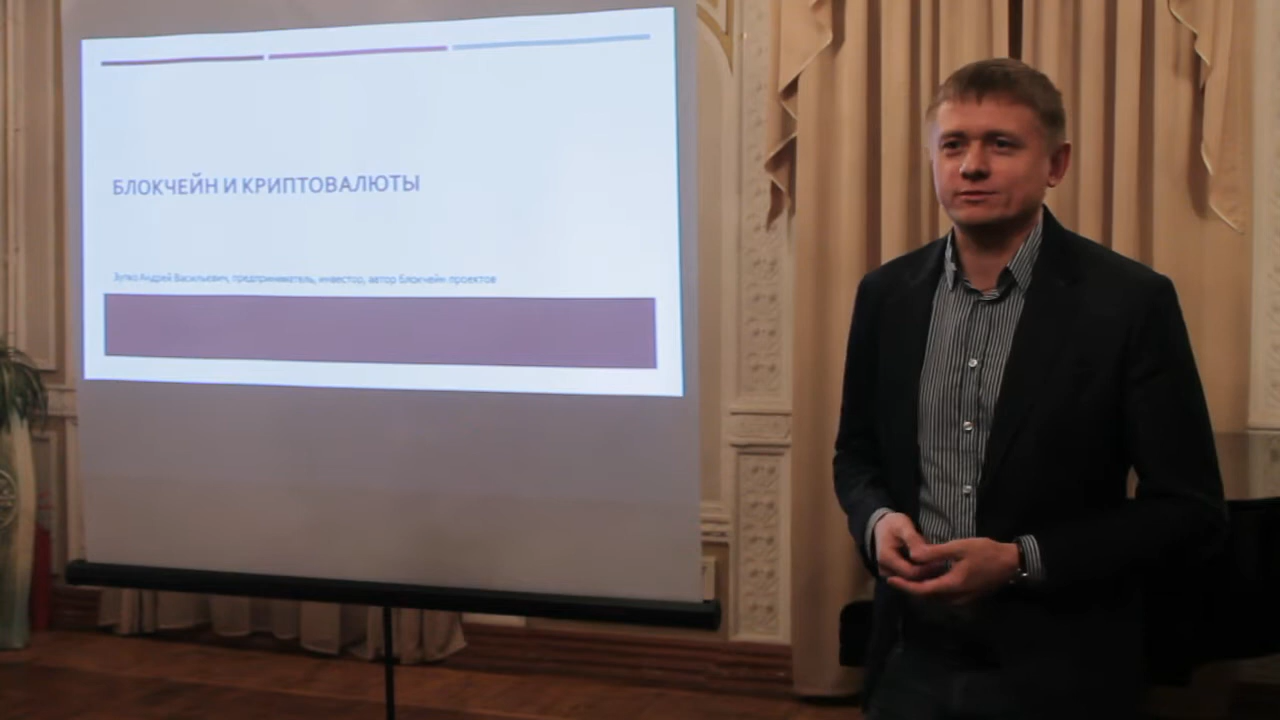 БЛОКЧЕЙН И КРИПТОВАЛЮТЫ
Андрей Васильевич, предприниматель, инвестор, автор блокчейн проектов